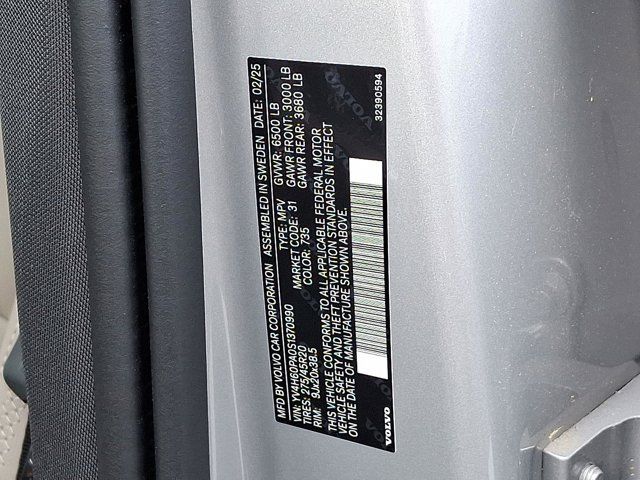 MFD BY VOLVO CAR CORPORATION ASSEMBLED IN SWEDEN DATE: 02/25
VIN: YV4H60PA0S1370990 TYPE: MPV GVWR: 6500 LB
TIRES: 275/45R20 MARKET CODE: 31 GAWR FRONT: 3000 LB
RIM: 9Jx20x38.5 COLOR: 735 GAWR REAR: 3680 LB
THIS VEHICLE CONFORMS TO ALL APPLICABLE FEDERAL MOTOR
VEHICLE SAFETY AND THEFT PREVENTION STANDARDS IN EFFECT
ON THE DATE OF MANUFACTURE SHOWN ABOVE.
VOLVO
32390594